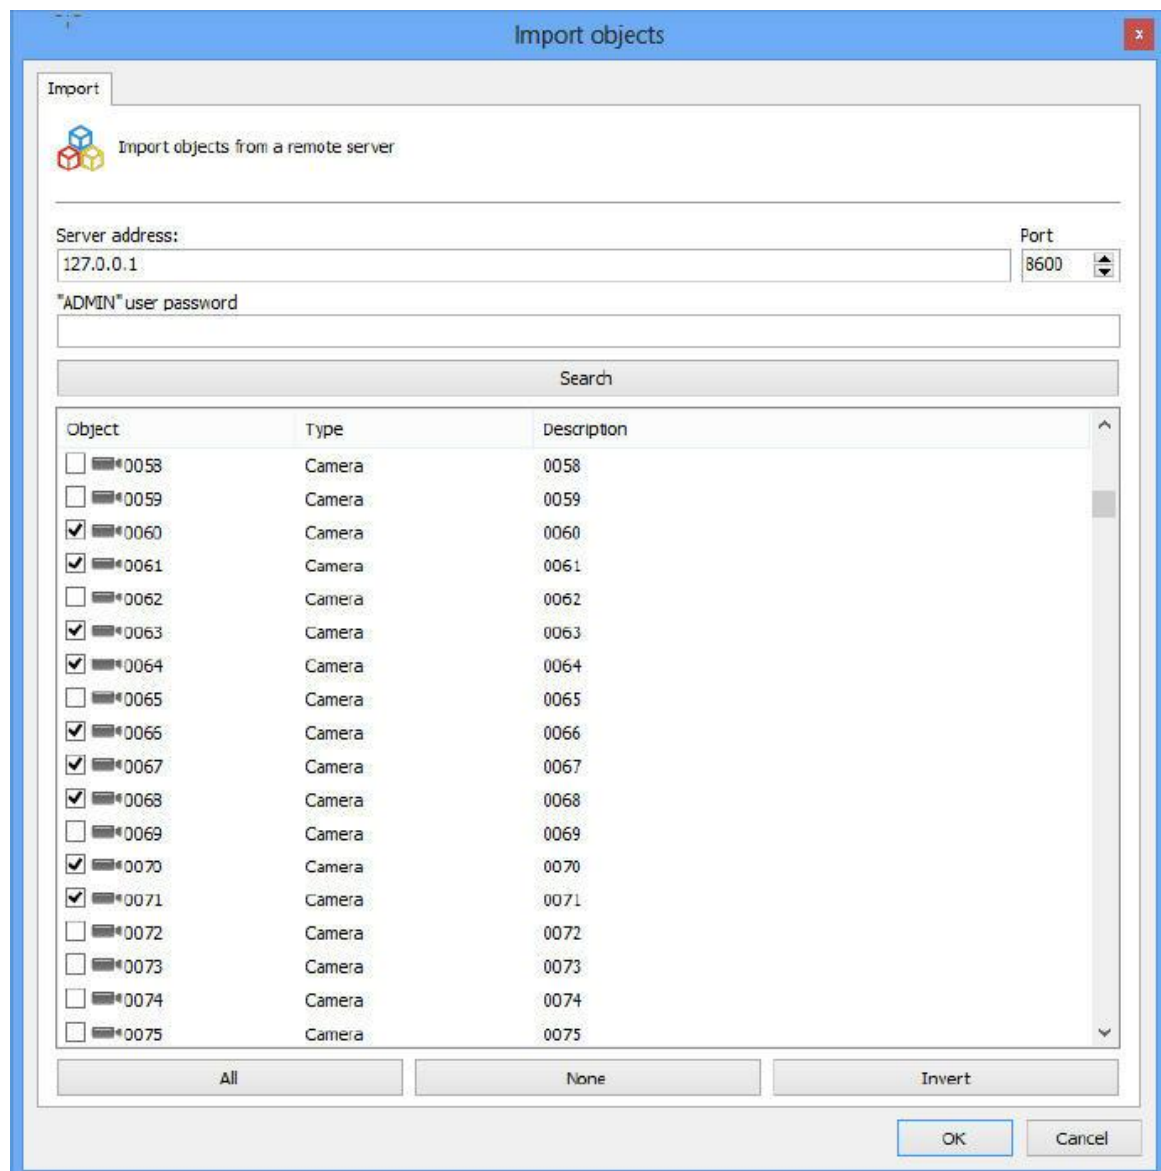 Import objects
x
Import
Import objects from a remote server
Server address: Port
127.0.0.1 8600
"ADMIN" user password
Search
Object Type Description
0058 Camera 0058
0059 Camera 0059
0060 Camera 0060
0061 Camera 0061
0062 Camera 0062
0063 Camera 0063
0064 Camera 0064
0065 Camera 0065
0066 Camera 0066
0067 Camera 0067
0068 Camera 0068
0069 Camera 0069
0070 Camera 0070
0071 Camera 0071
0072 Camera 0072
0073 Camera 0073
0074 Camera 0074
0075 Camera 0075
All None Invert
OK Cancel